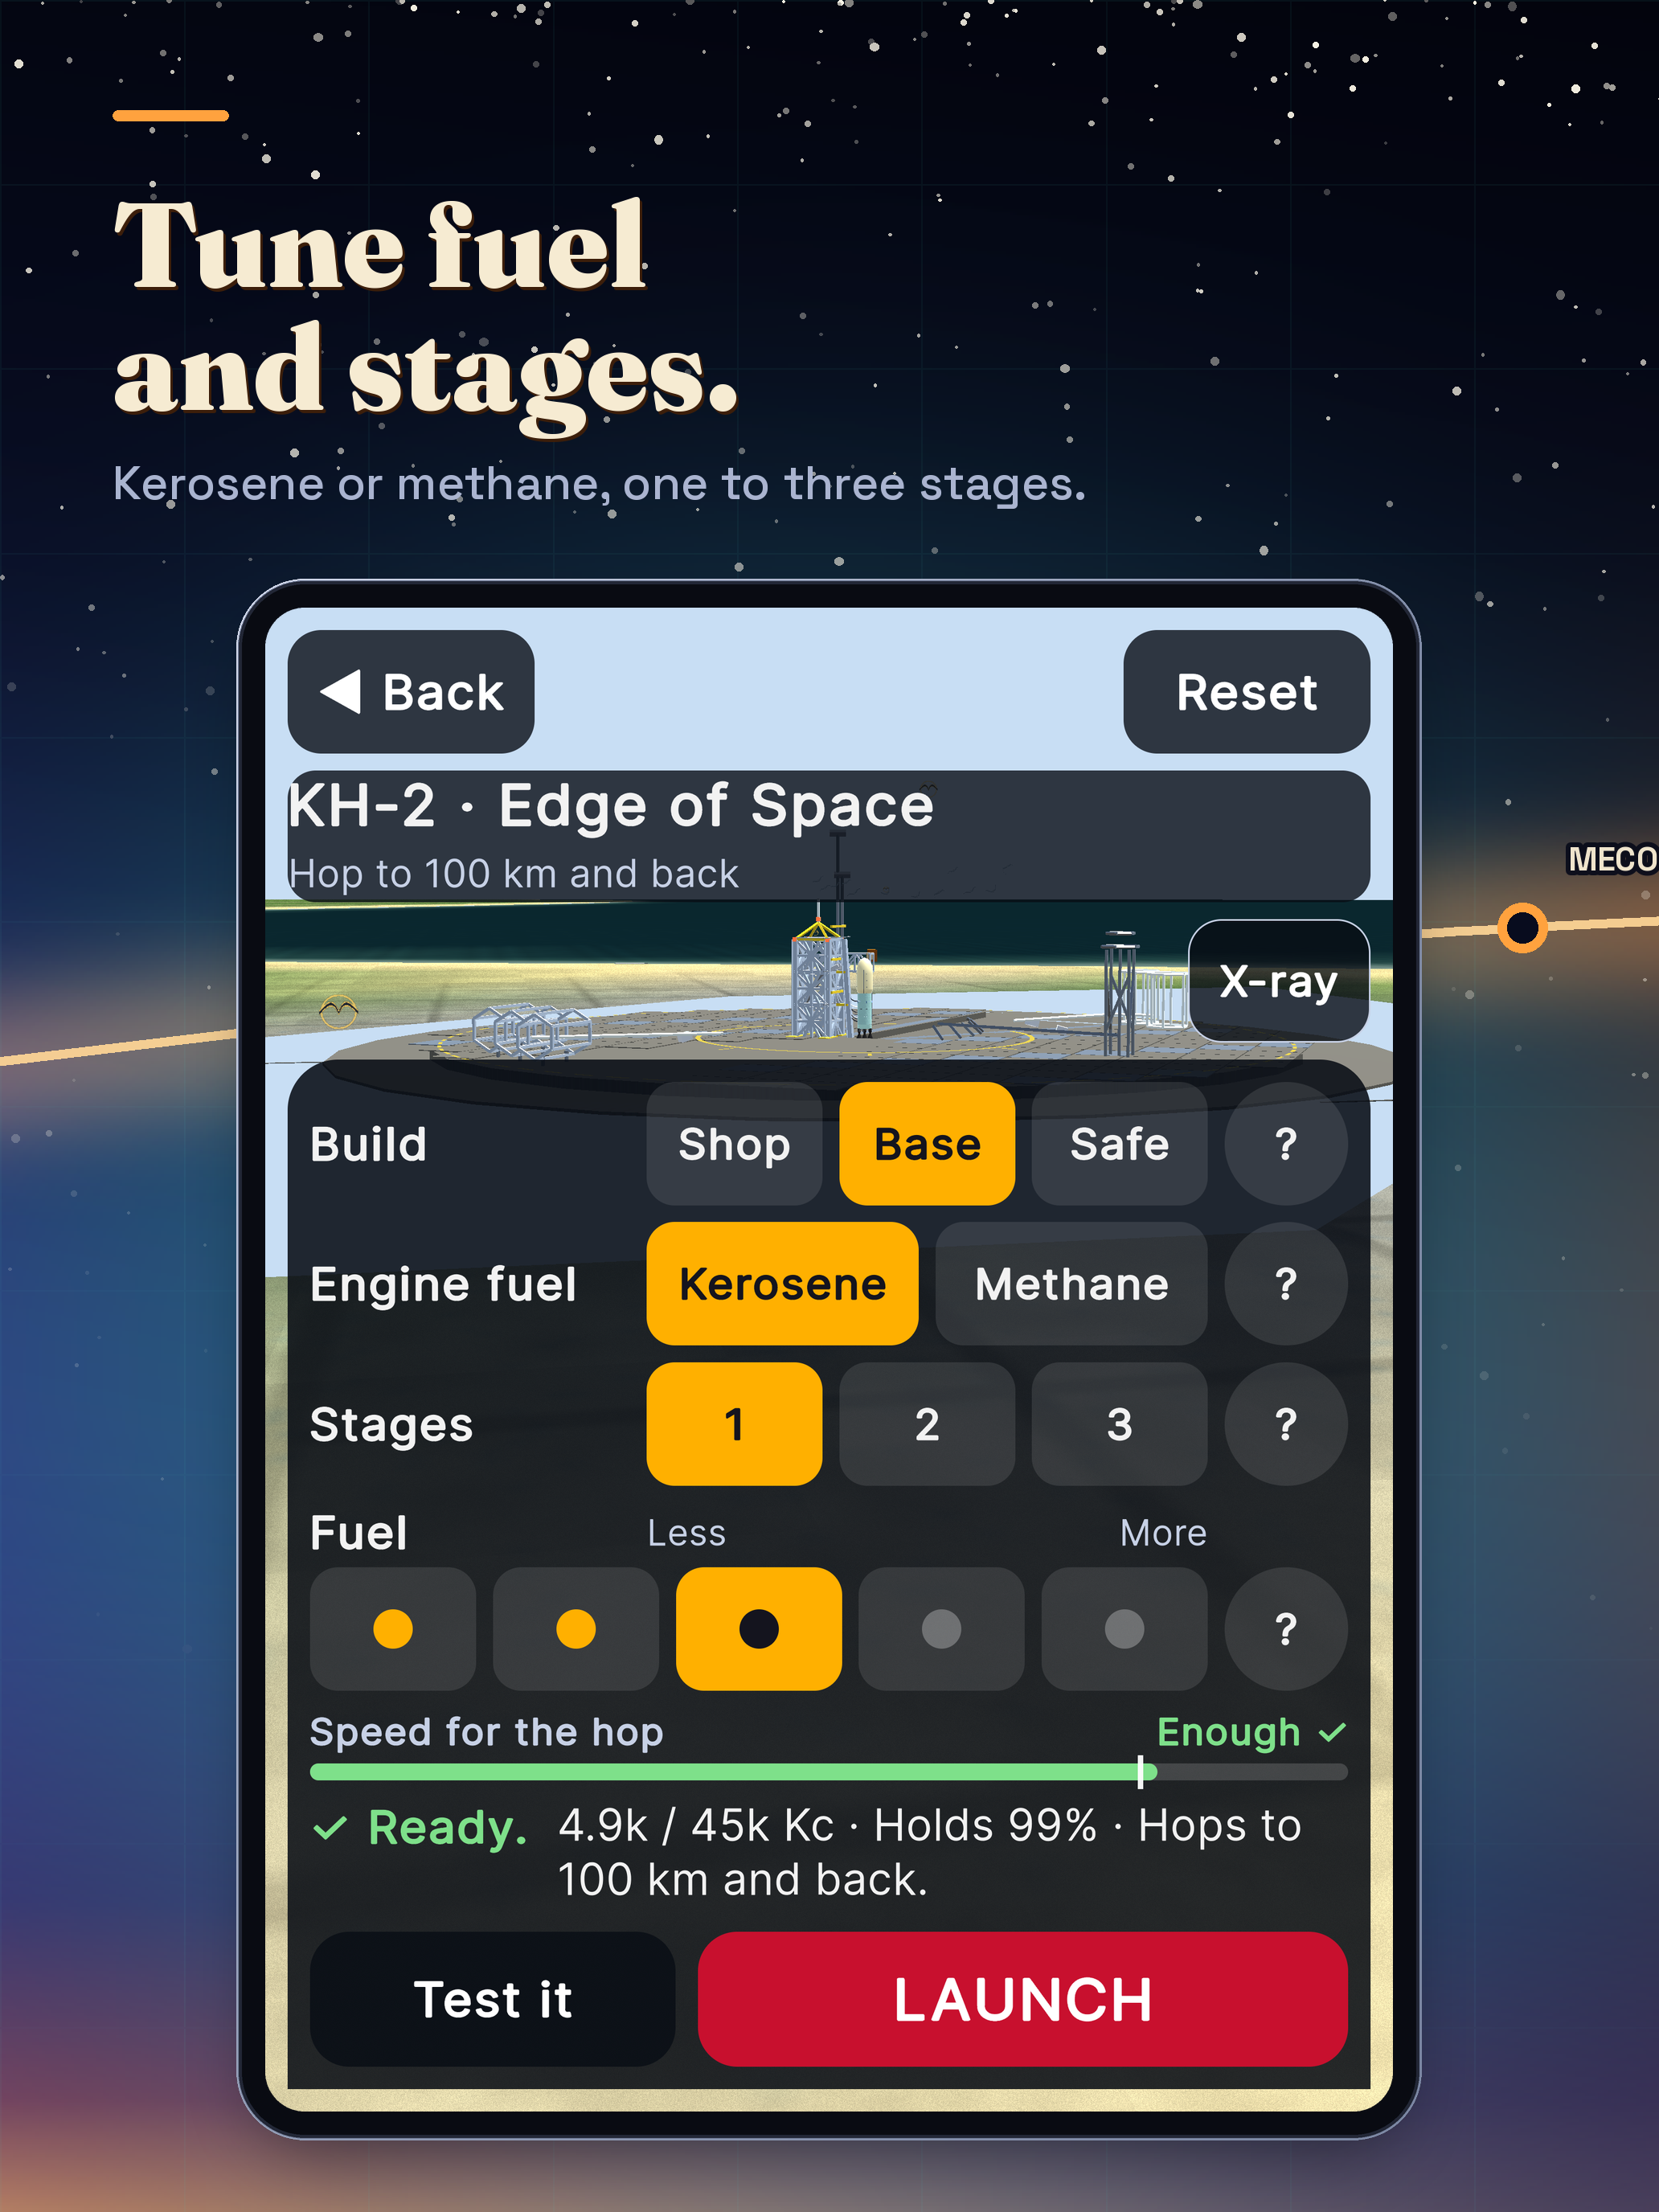 Tune fuel
and stages.
Kerosene or methane, one to three stages.
Back
Reset
KH-2 · Edge of Space
Hop to 100 km and back
MECO
X-ray
Build
Shop
Base
Safe
?
Engine fuel
Kerosene
Methane
?
Stages
1
2
3
?
Fuel
Less
More
?
Speed for the hop
Enough ✓
✓ Ready.
4.9k / 45k Kc · Holds 99% · Hops to
100 km and back.
Test it
LAUNCH